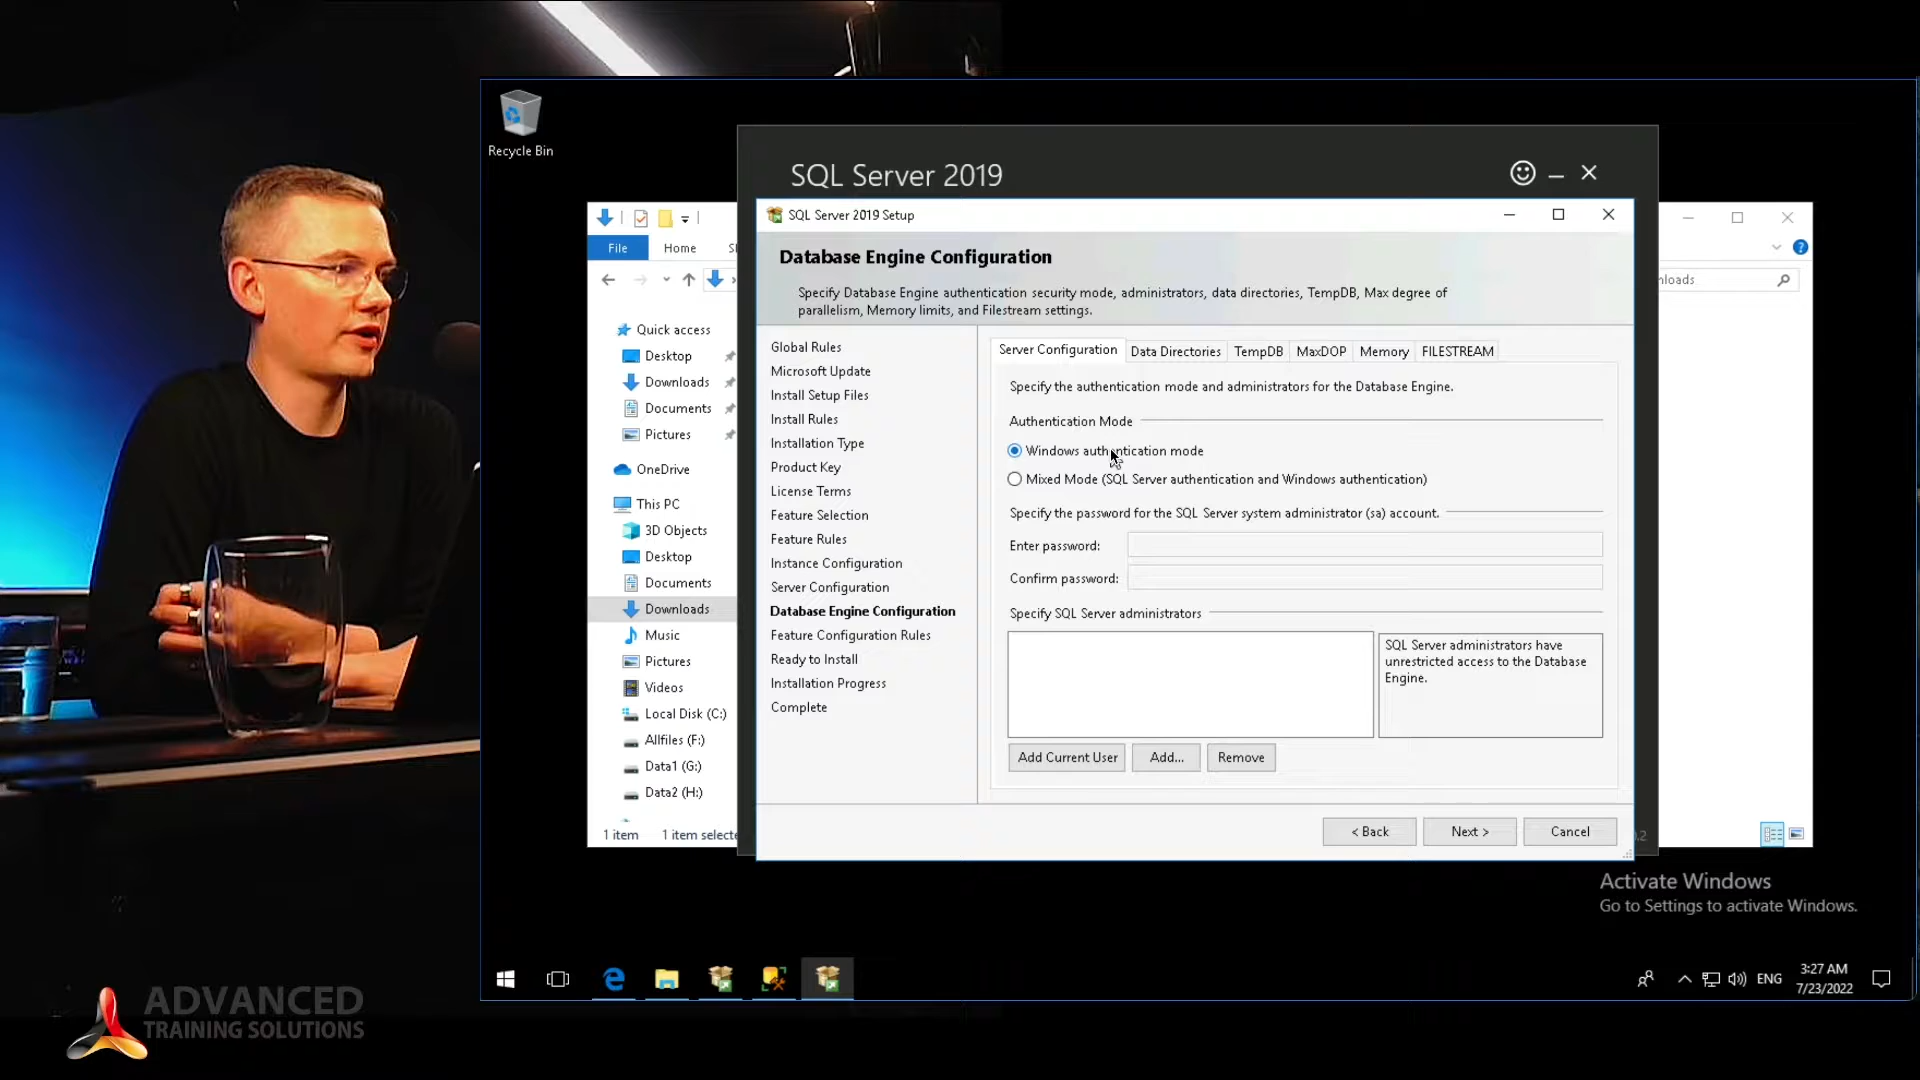 Recycle Bin
SQL Server 2019
SQL Server 2019 Setup
File
Home
Database Engine Configuration
Specify Database Engine authentication security mode, administrators, data directories, TempDB, Max degree of
parallelism, Memory limits, and Filestream settings.
Quick access
Desktop
Downloads
Documents
Pictures
OneDrive
This PC
3D Objects
Desktop
Documents
Downloads
Music
Pictures
Videos
Local Disk (C:)
Allfiles (F:)
Data1 (G:)
Data2 (H:)
1 item 1 item selecte
Global Rules
Microsoft Update
Install Setup Files
Install Rules
Installation Type
Product Key
License Terms
Feature Selection
Feature Rules
Instance Configuration
Server Configuration
Database Engine Configuration
Feature Configuration Rules
Ready to Install
Installation Progress
Complete
Server Configuration Data Directories TempDB MaxDOP Memory FILESTREAM
Specify the authentication mode and administrators for the Database Engine.
Authentication Mode
Windows authentication mode
Mixed Mode (SQL Server authentication and Windows authentication)
Specify the password for the SQL Server system administrator (sa) account.
Enter password:
Confirm password:
Specify SQL Server administrators
SQL Server administrators have
unrestricted access to the Database
Engine.
Add Current User Add... Remove
< Back Next > Cancel
nloads
Activate Windows
Go to Settings to activate Windows.
ENG
3:27 AM
7/23/2022
ADVANCED
TRAINING SOLUTIONS